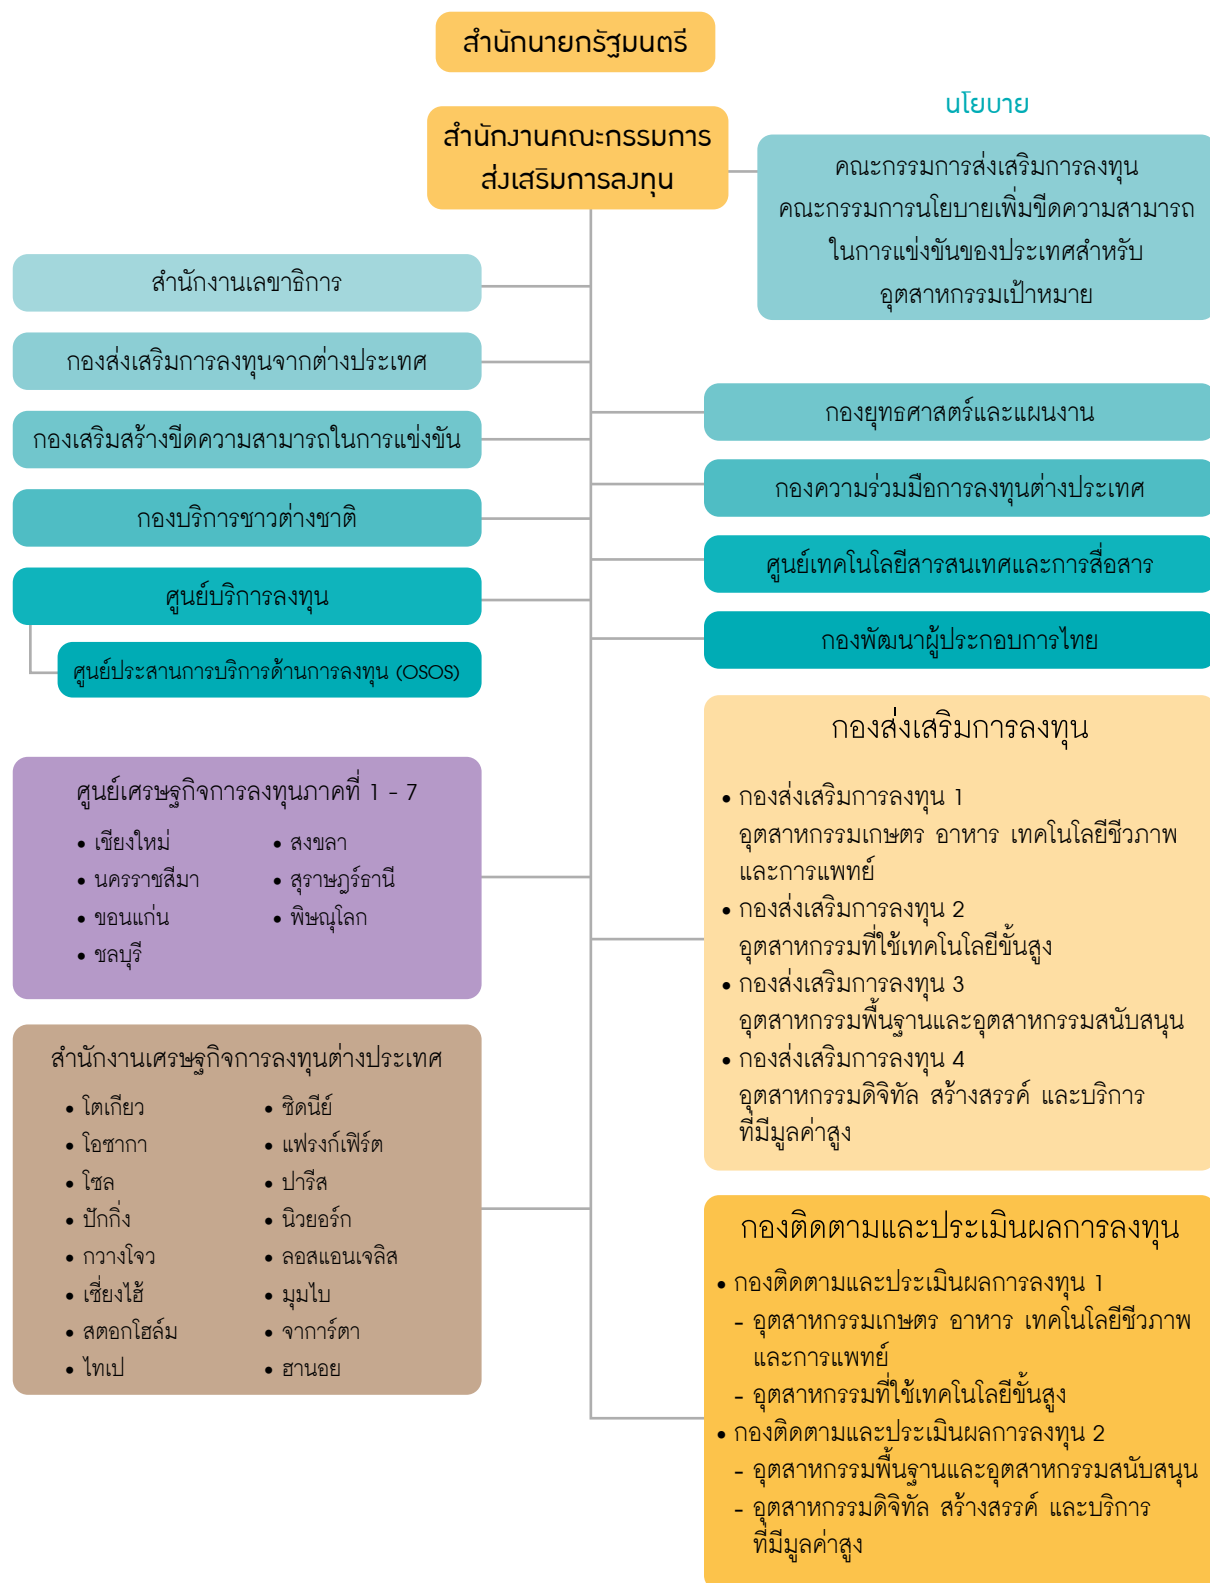 สำนักนายกรัฐมนตรี
สำนักงานคณะกรรมการ
ส่งเสริมการลงทุน
นโยบาย
คณะกรรมการส่งเสริมการลงทุน
คณะกรรมการนโยบายเพิ่มขีดความสามารถ
ในการแข่งขันของประเทศสำหรับ
อุตสาหกรรมเป้าหมาย
สำนักงานเลขาธิการ
กองส่งเสริมการลงทุนจากต่างประเทศ
กองเสริมสร้างขีดความสามารถในการแข่งขัน
กองบริการชาวต่างชาติ
ศูนย์บริการลงทุน
ศูนย์ประสานการบริการด้านการลงทุน (OSOS)
กองยุทธศาสตร์และแผนงาน
กองความร่วมมือการลงทุนต่างประเทศ
ศูนย์เทคโนโลยีสารสนเทศและการสื่อสาร
กองพัฒนาผู้ประกอบการไทย
ศูนย์เศรษฐกิจการลงทุนภาคที่ 1 - 7
• เชียงใหม่
• นครราชสีมา
• ขอนแก่น
• ชลบุรี
• สงขลา
• สุราษฎร์ธานี
• พิษณุโลก
สำนักงานเศรษฐกิจการลงทุนต่างประเทศ
• โตเกียว
• โอซากา
• โซล
• ปักกิ่ง
• กวางโจว
• เซี่ยงไฮ้
• สตอกโฮล์ม
• ไทเป
• ซิดนีย์
• แฟรงก์เฟิร์ต
• ปารีส
• นิวยอร์ก
• ลอสแอนเจลิส
• มุมไบ
• จาการ์ตา
• ฮานอย
กองส่งเสริมการลงทุน
• กองส่งเสริมการลงทุน 1
อุตสาหกรรมเกษตร อาหาร เทคโนโลยีชีวภาพ
และการแพทย์
• กองส่งเสริมการลงทุน 2
อุตสาหกรรมที่ใช้เทคโนโลยีขั้นสูง
• กองส่งเสริมการลงทุน 3
อุตสาหกรรมพื้นฐานและอุตสาหกรรมสนับสนุน
• กองส่งเสริมการลงทุน 4
อุตสาหกรรมดิจิทัล สร้างสรรค์ และบริการ
ที่มีมูลค่าสูง
กองติดตามและประเมินผลการลงทุน
• กองติดตามและประเมินผลการลงทุน 1
- อุตสาหกรรมเกษตร อาหาร เทคโนโลยีชีวภาพ
และการแพทย์
- อุตสาหกรรมที่ใช้เทคโนโลยีขั้นสูง
• กองติดตามและประเมินผลการลงทุน 2
- อุตสาหกรรมพื้นฐานและอุตสาหกรรมสนับสนุน
- อุตสาหกรรมดิจิทัล สร้างสรรค์ และบริการ
ที่มีมูลค่าสูง